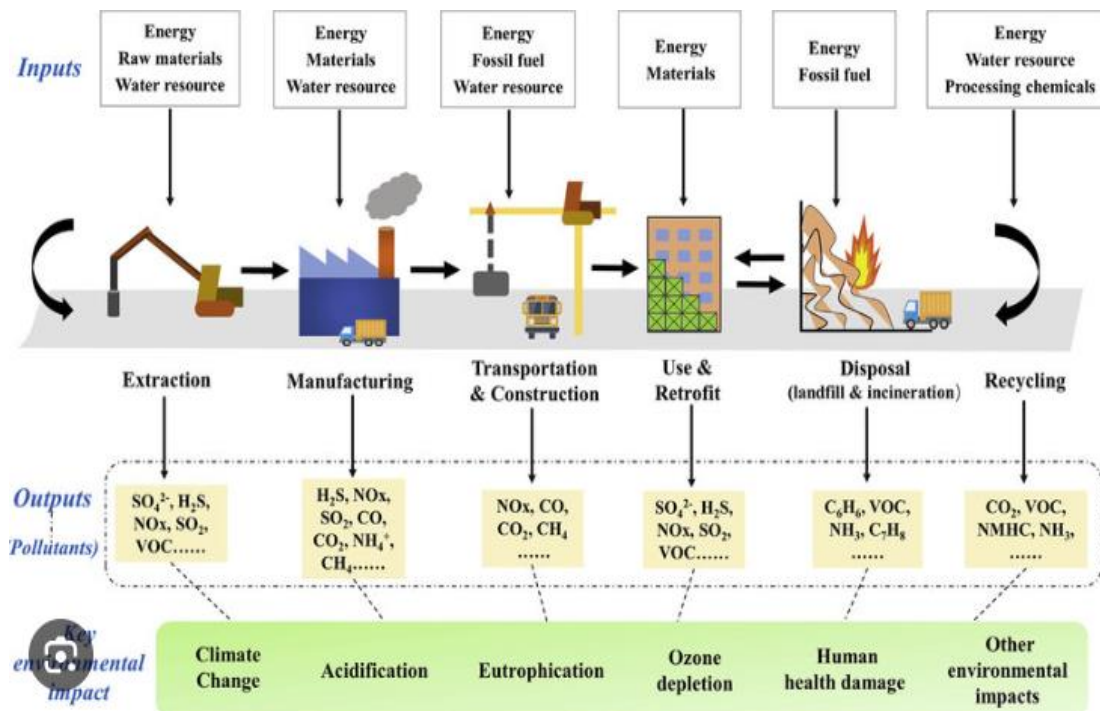 Inputs
Energy
Raw materials
Water resource
Energy
Materials
Water resource
Energy
Fossil fuel
Water resource
Energy
Materials
Energy
Fossil fuel
Energy
Water resource
Processing chemicals
Extraction
Manufacturing
Transportation
& Construction
Use &
Retrofit
Disposal
(landfill & incineration)
Recycling
Outputs
(Pollutants)
SO₄²⁻, H₂S,
NOx, SO₂,
VOC……
H₂S, NOx,
SO₂, CO,
CO₂, NH₄⁺,
CH₄……
NOx, CO,
CO₂, CH₄
……
SO₄²⁻, H₂S,
NOx, SO₂,
VOC……
C₆H₆, VOC,
NH₃, C₇H₈
……
CO₂, VOC,
NMHC, NH₃,
……
Key
environmental
impact
Climate
Change
Acidification
Eutrophication
Ozone
depletion
Human
health damage
Other
environmental
impacts